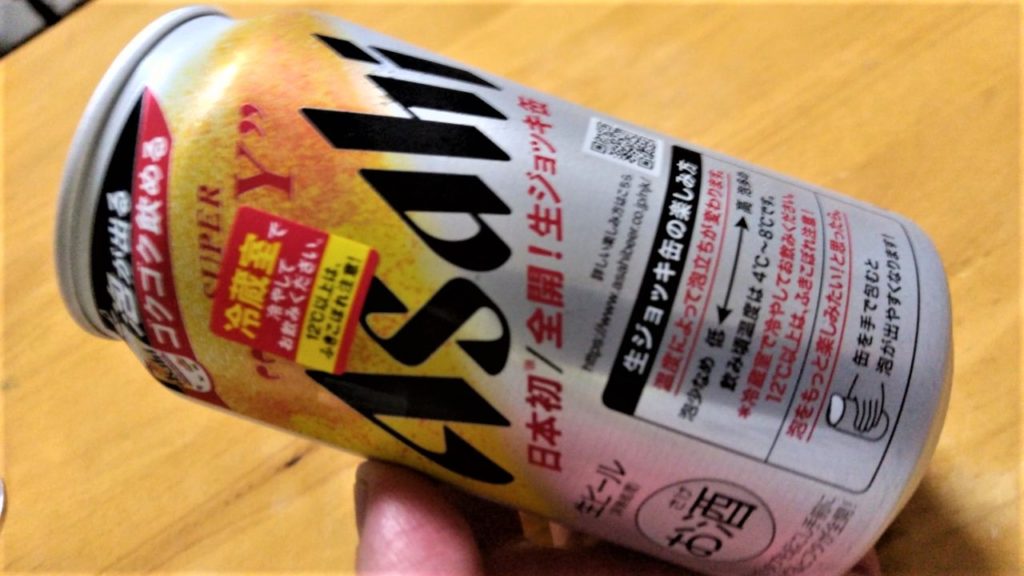 泡が出る
ゴクゴク飲める
SUPER
"
Y"
冷蔵室で
冷やして
お飲みください。
12℃以上は、
ふきこぼれ注意!
Asahi
日本初※/全開!生ジョッキ缶
詳しい楽しみ方はこちら
https://www.asahibeer.co.jp/njk/
生ジョッキ缶の楽しみ方
温度によって泡立ちが変わります。
泡少なめ 低 高 泡多め
飲み頃温度は 4℃〜8℃です。
※冷蔵室で冷やしてお飲みください
12℃以上は、ふきこぼれ注意!
泡をもっと楽しみたい!と思ったら
缶を手で包むと
泡が出やすくなります!
生ビール
お酒
です